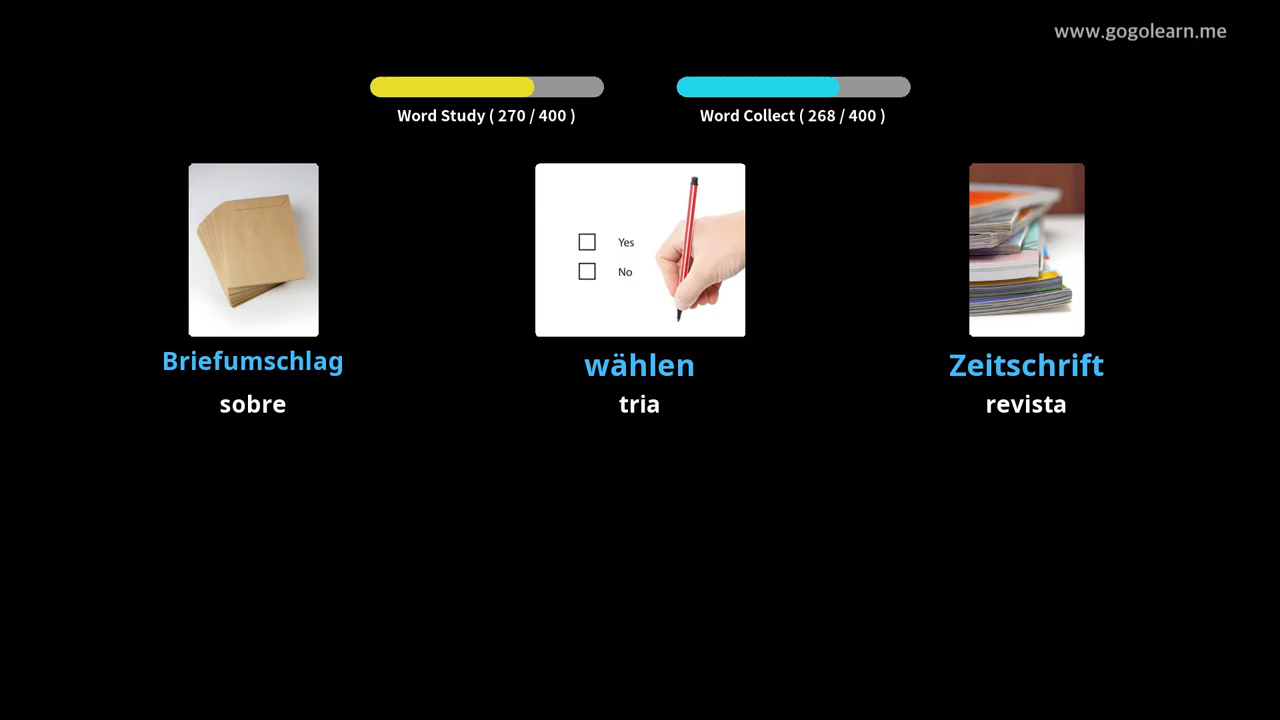 www.gogolearn.me
Word Study ( 270 / 400 )
Word Collect ( 268 / 400 )
Yes
No
Briefumschlag
wählen
Zeitschrift
sobre
tria
revista